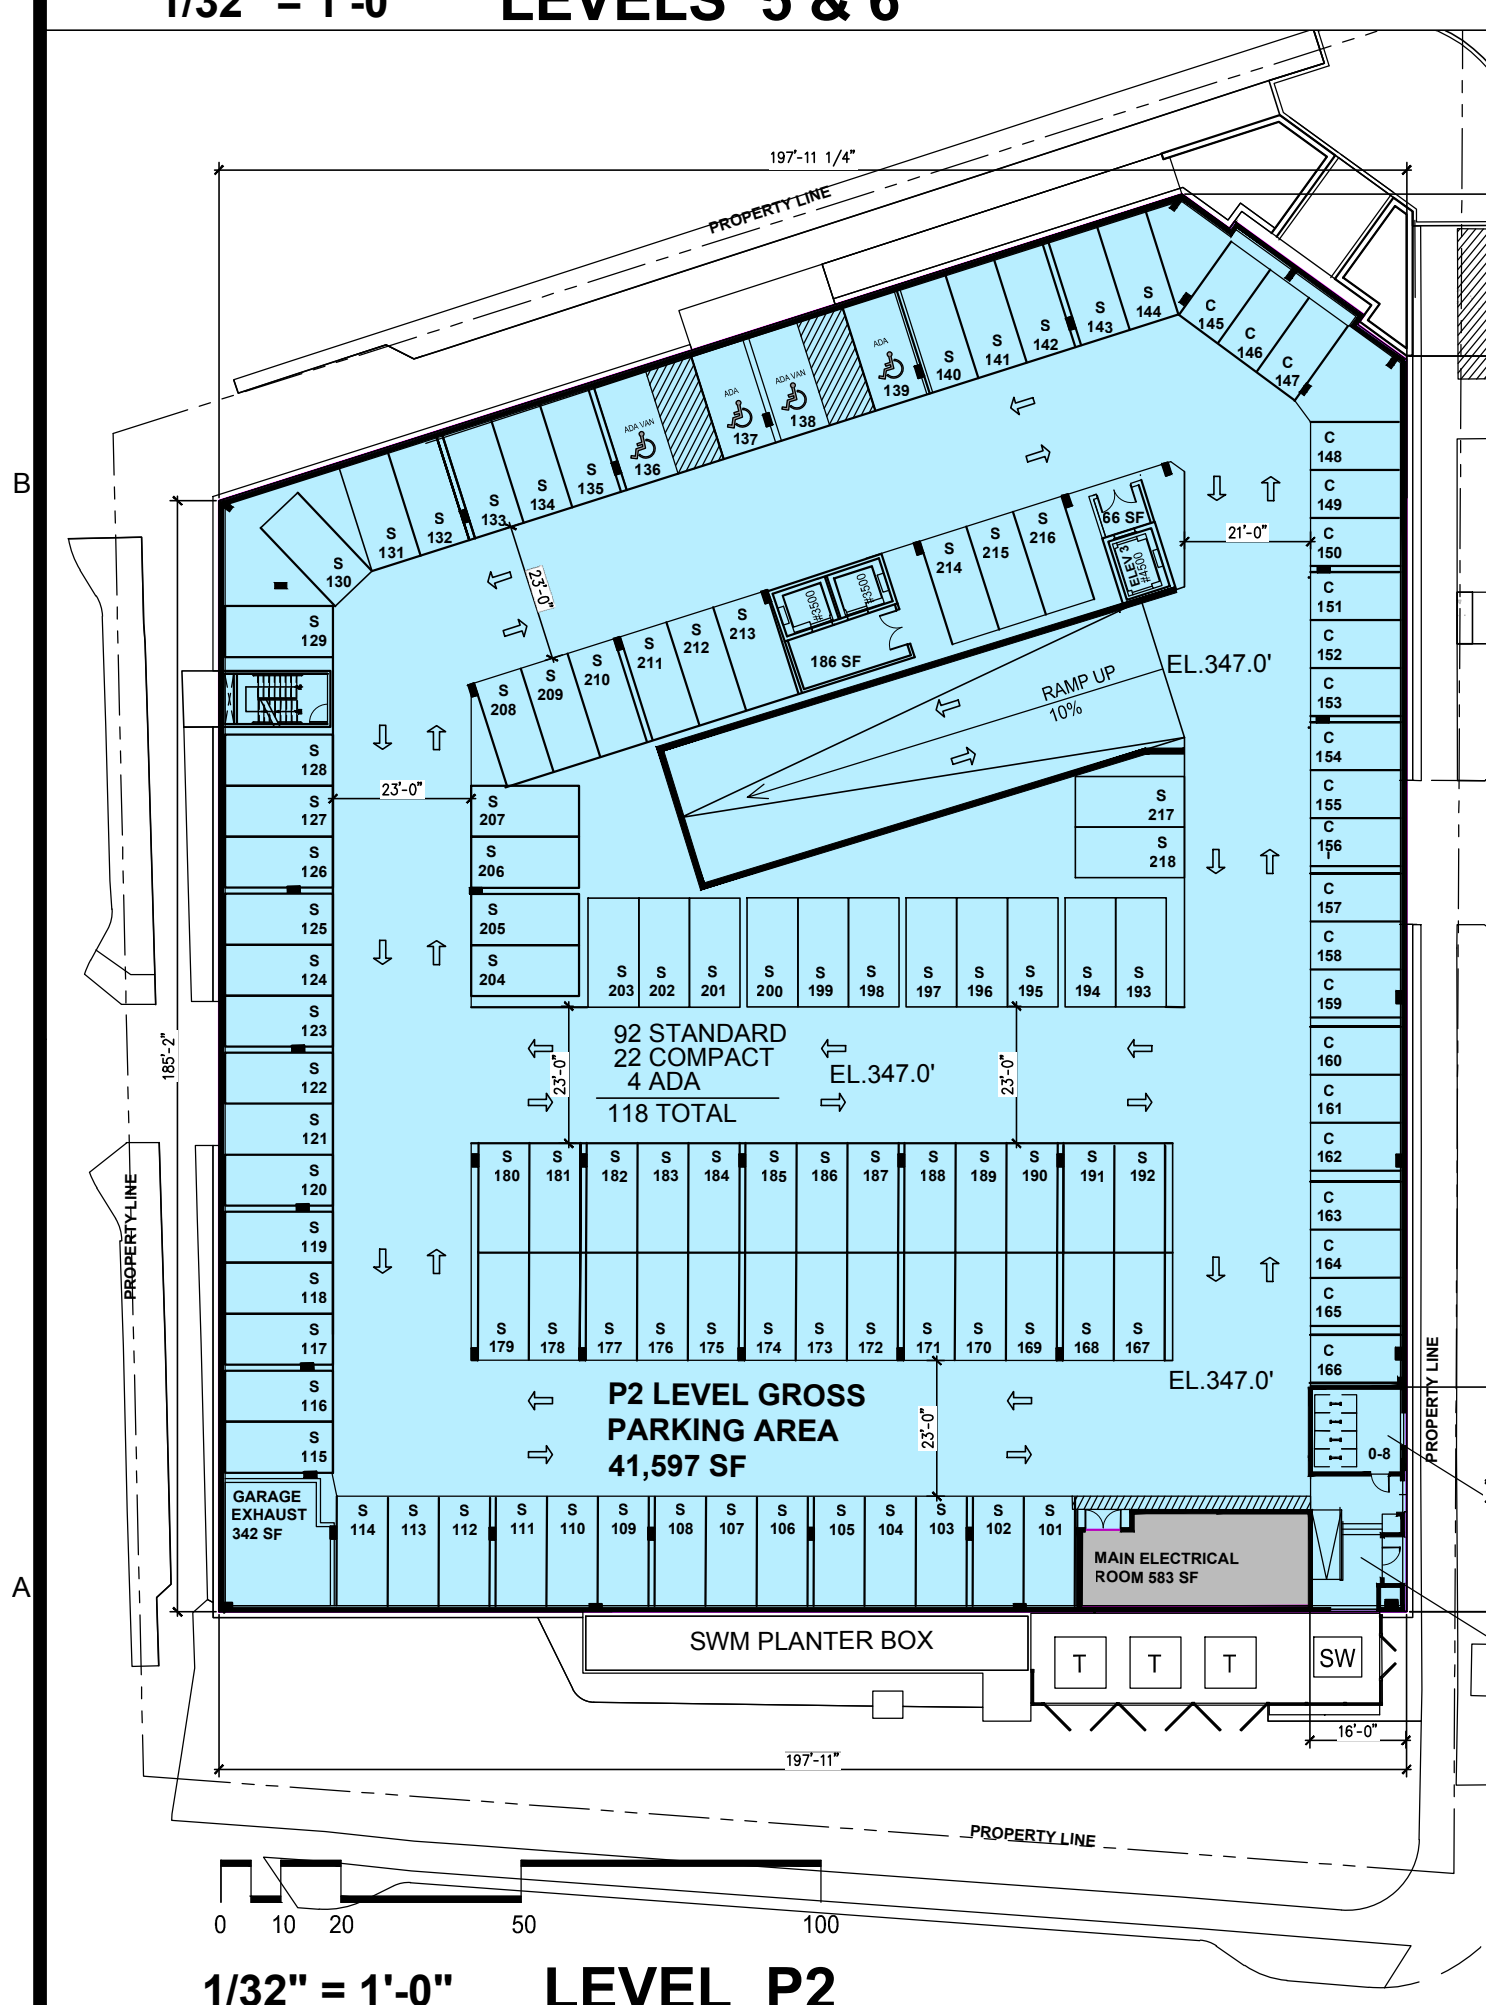 1/32" = 1'-0" LEVELS 5 & 6
197'-11 1/4"
PROPERTY LINE
B
S
144
S
143
S
142
S
141
S
140
ADA
139
ADA VAN
138
ADA
137
ADA VAN
136
S
135
S
134
S
133
S
132
S
131
S
130
C
145
C
146
C
147
C
148
C
149
C
150
C
151
C
152
C
153
C
154
C
155
C
156
C
157
C
158
C
159
C
160
C
161
C
162
C
163
C
164
C
165
C
166
21'-0"
23'-0"
66 SF
ELEV 3
#4500
#3500
#3500
186 SF
S
216
S
215
S
214
S
213
S
212
S
211
S
210
S
209
S
208
EL.347.0'
RAMP UP
10%
S
129
S
128
S
127
S
126
S
125
S
124
S
123
S
122
S
121
S
120
S
119
S
118
S
117
S
116
S
115
23'-0"
185'-2"
S
207
S
206
S
205
S
204
S
217
S
218
S
203
S
202
S
201
S
200
S
199
S
198
S
197
S
196
S
195
S
194
S
193
92 STANDARD
22 COMPACT
4 ADA
118 TOTAL
23'-0"
EL.347.0'
23'-0"
S
180
S
181
S
182
S
183
S
184
S
185
S
186
S
187
S
188
S
189
S
190
S
191
S
192
S
179
S
178
S
177
S
176
S
175
S
174
S
173
S
172
S
171
S
170
S
169
S
168
S
167
PROPERTY LINE
PROPERTY LINE
P2 LEVEL GROSS
PARKING AREA
41,597 SF
23'-0"
EL.347.0'
0-8
GARAGE
EXHAUST
342 SF
S
114
S
113
S
112
S
111
S
110
S
109
S
108
S
107
S
106
S
105
S
104
S
103
S
102
S
101
MAIN ELECTRICAL
ROOM 583 SF
A
SWM PLANTER BOX
T
T
T
SW
16'-0"
197'-11"
PROPERTY LINE
0 10 20 50 100
1/32" = 1'-0" LEVEL P2